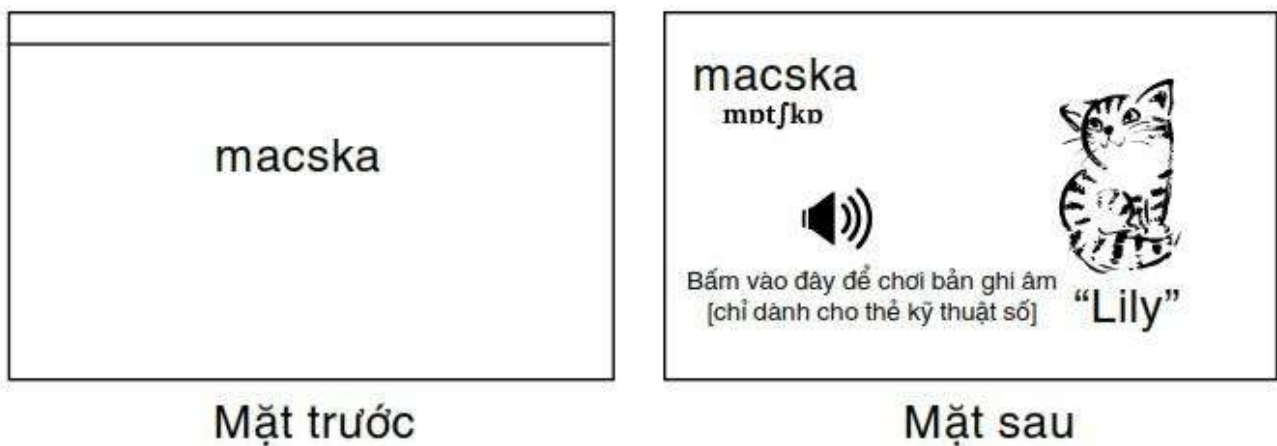 macska
macska
mɒtʃkɒ
Bấm vào đây để chơi bản ghi âm
[chỉ dành cho thẻ kỹ thuật số]
“Lily”
Mặt trước
Mặt sau